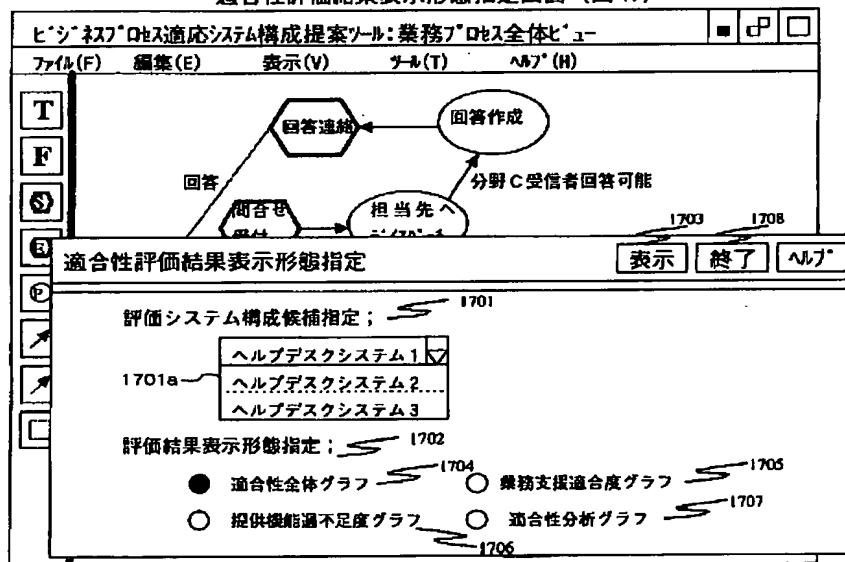 ビジネスプロセス適応システム構成提案ツール:業務プロセス全体ビュー
ファイル(F) 編集(E) 表示(V) ツール(T) ヘルプ(H)
T
F
S
E
P
回答連絡
回答作成
回答
分野C受信者回答可能
問合せ
担当先へ
1703
1708
適合性評価結果表示形態指定
表示 終了 ヘルプ
評価システム構成候補指定;
1701
ヘルプデスクシステム1
1701a
ヘルプデスクシステム2
ヘルプデスクシステム3
評価結果表示形態指定;
1702
適合性全体グラフ
1704
業務支援適合度グラフ
1705
提供機能過不足度グラフ
1706
適合性分析グラフ
1707